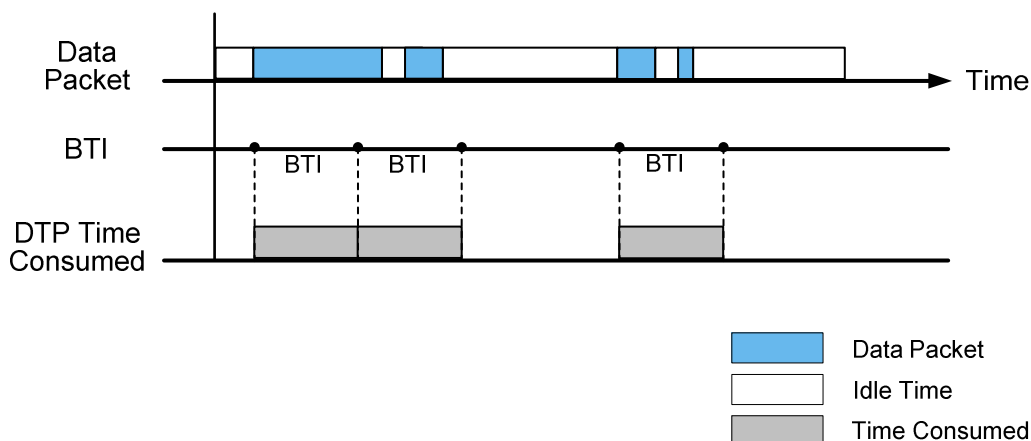 Data
Packet
Time
BTI
BTI
BTI
BTI
DTP Time
Consumed
Data Packet
Idle Time
Time Consumed